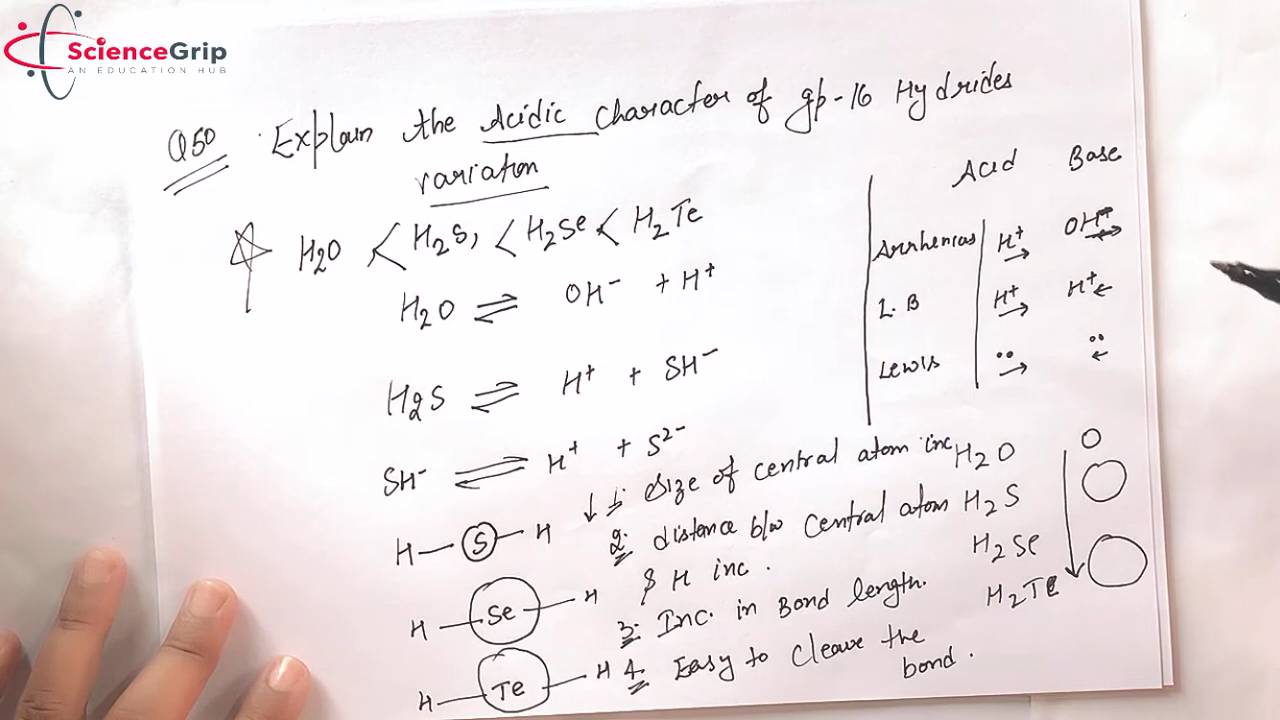 ScienceGrip
AN EDUCATION HUB
Q50 Explain the Acidic character of gp-16 Hydrides
variation
H2O < H2S, < H2Se < H2Te
H2O ⇌ OH⁻ + H⁺
H2S ⇌ H⁺ + SH⁻
SH⁻ ⇌ H⁺ + S²⁻
H—S—H
H—Se—H
H—Te—H
Acid Base
Arrhenius H⁺→
L.B H⁺→ H⁺←
Lewis ¨→ ¨←
↓ 1. Size of central atom inc
2. distance b/w central atom
& H inc.
3. Inc. in Bond length.
4. Easy to cleave the
bond.
H2O
H2S
H2Se
H2Te